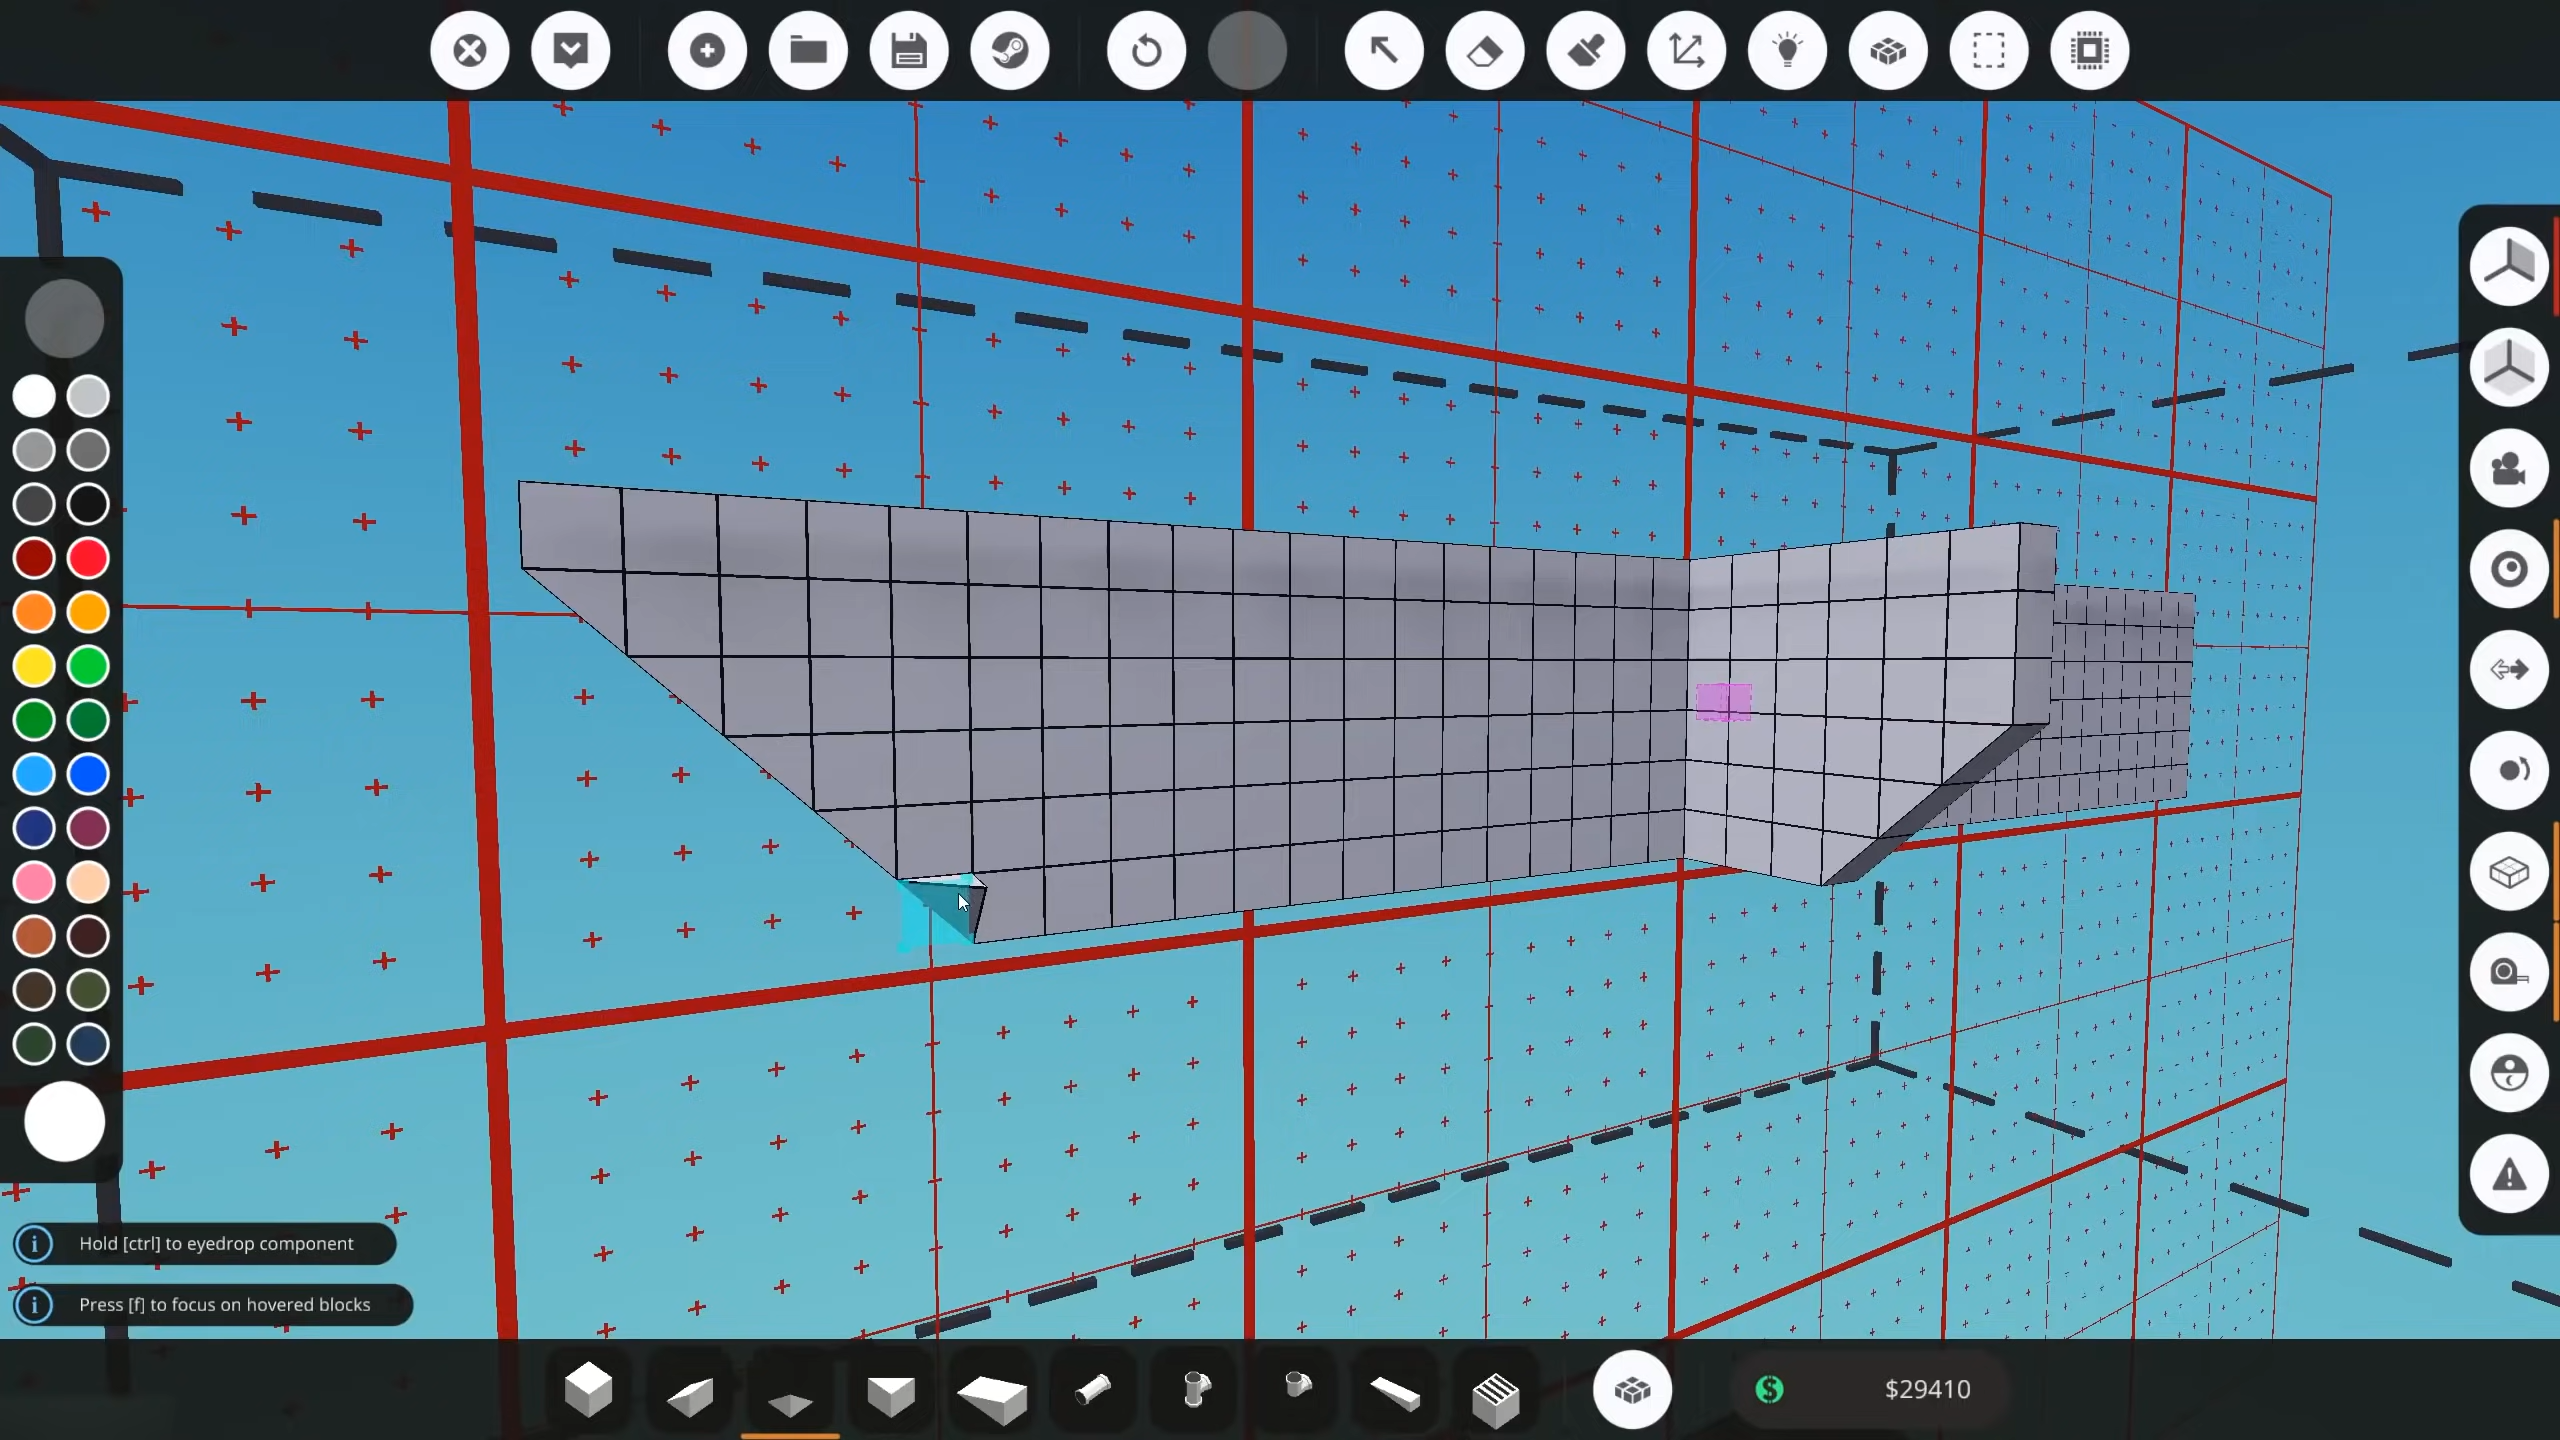 Hold [ctrl] to eyedrop component
Press [f] to focus on hovered blocks
$29410